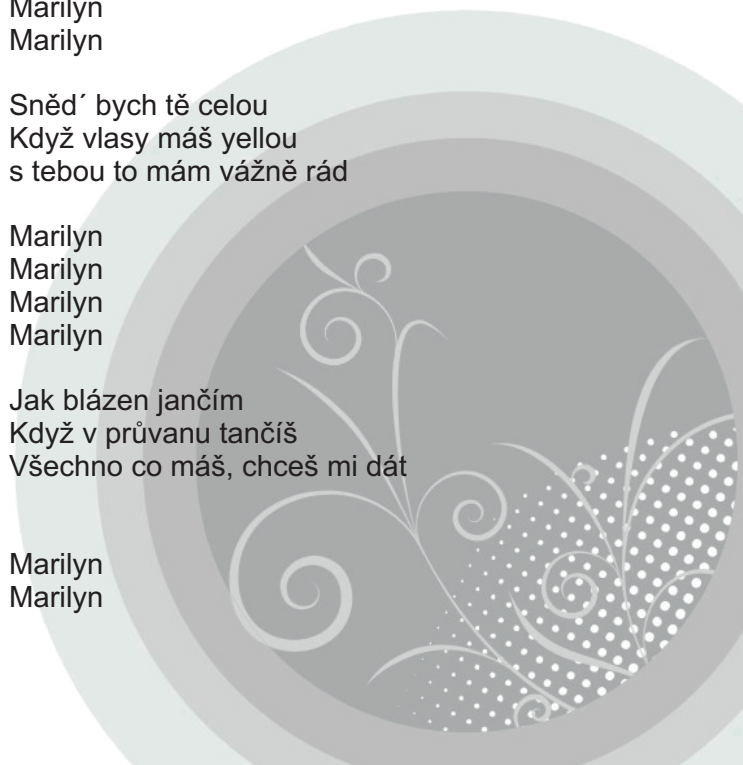 Marilyn
Marilyn
Sněd´ bych tě celou
Když vlasy máš yellou
s tebou to mám vážně rád
Marilyn
Marilyn
Marilyn
Marilyn
Jak blázen jančím
Když v průvanu tančíš
Všechno co máš, chceš mi dát
Marilyn
Marilyn